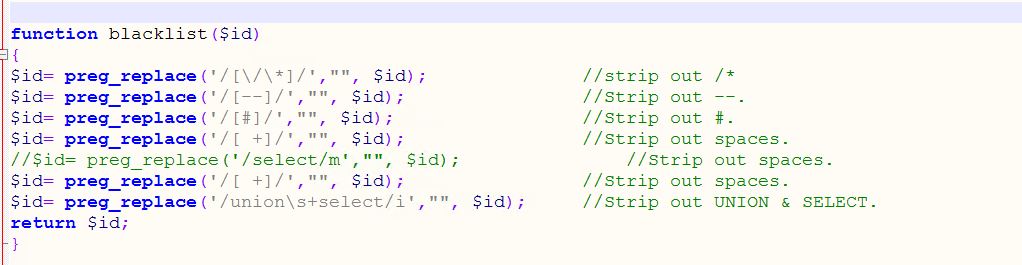 function blacklist($id)
{
$id= preg_replace('/[\/\*]/',"", $id);				//strip out /*
$id= preg_replace('/[--]/',"", $id);				//Strip out --.
$id= preg_replace('/[#]/',"", $id);				//Strip out #.
$id= preg_replace('/[ +]/',"", $id);				//Strip out spaces.
//$id= preg_replace('/select/m',"", $id);				//Strip out spaces.
$id= preg_replace('/[ +]/',"", $id);				//Strip out spaces.
$id= preg_replace('/union\s+select/i',"", $id);		//Strip out UNION & SELECT.
return $id;
}